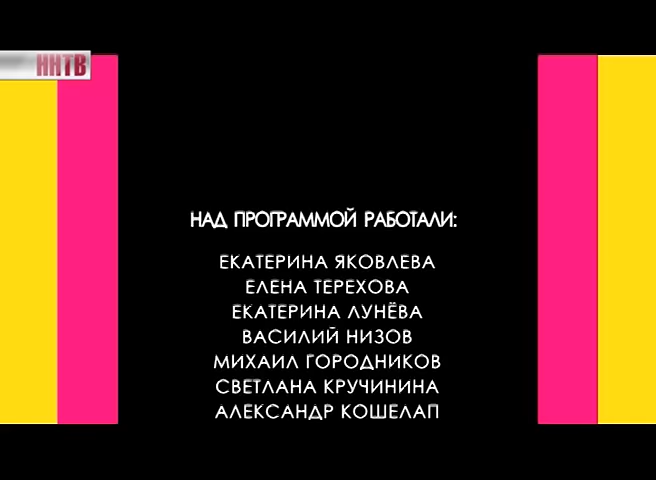 ННТВ
НАД ПРОГРАММОЙ РАБОТАЛИ:
ЕКАТЕРИНА ЯКОВЛЕВА
ЕЛЕНА ТЕРЕХОВА
ЕКАТЕРИНА ЛУНЁВА
ВАСИЛИЙ НИЗОВ
МИХАИЛ ГОРОДНИКОВ
СВЕТЛАНА КРУЧИНИНА
АЛЕКСАНДР КОШЕЛАП